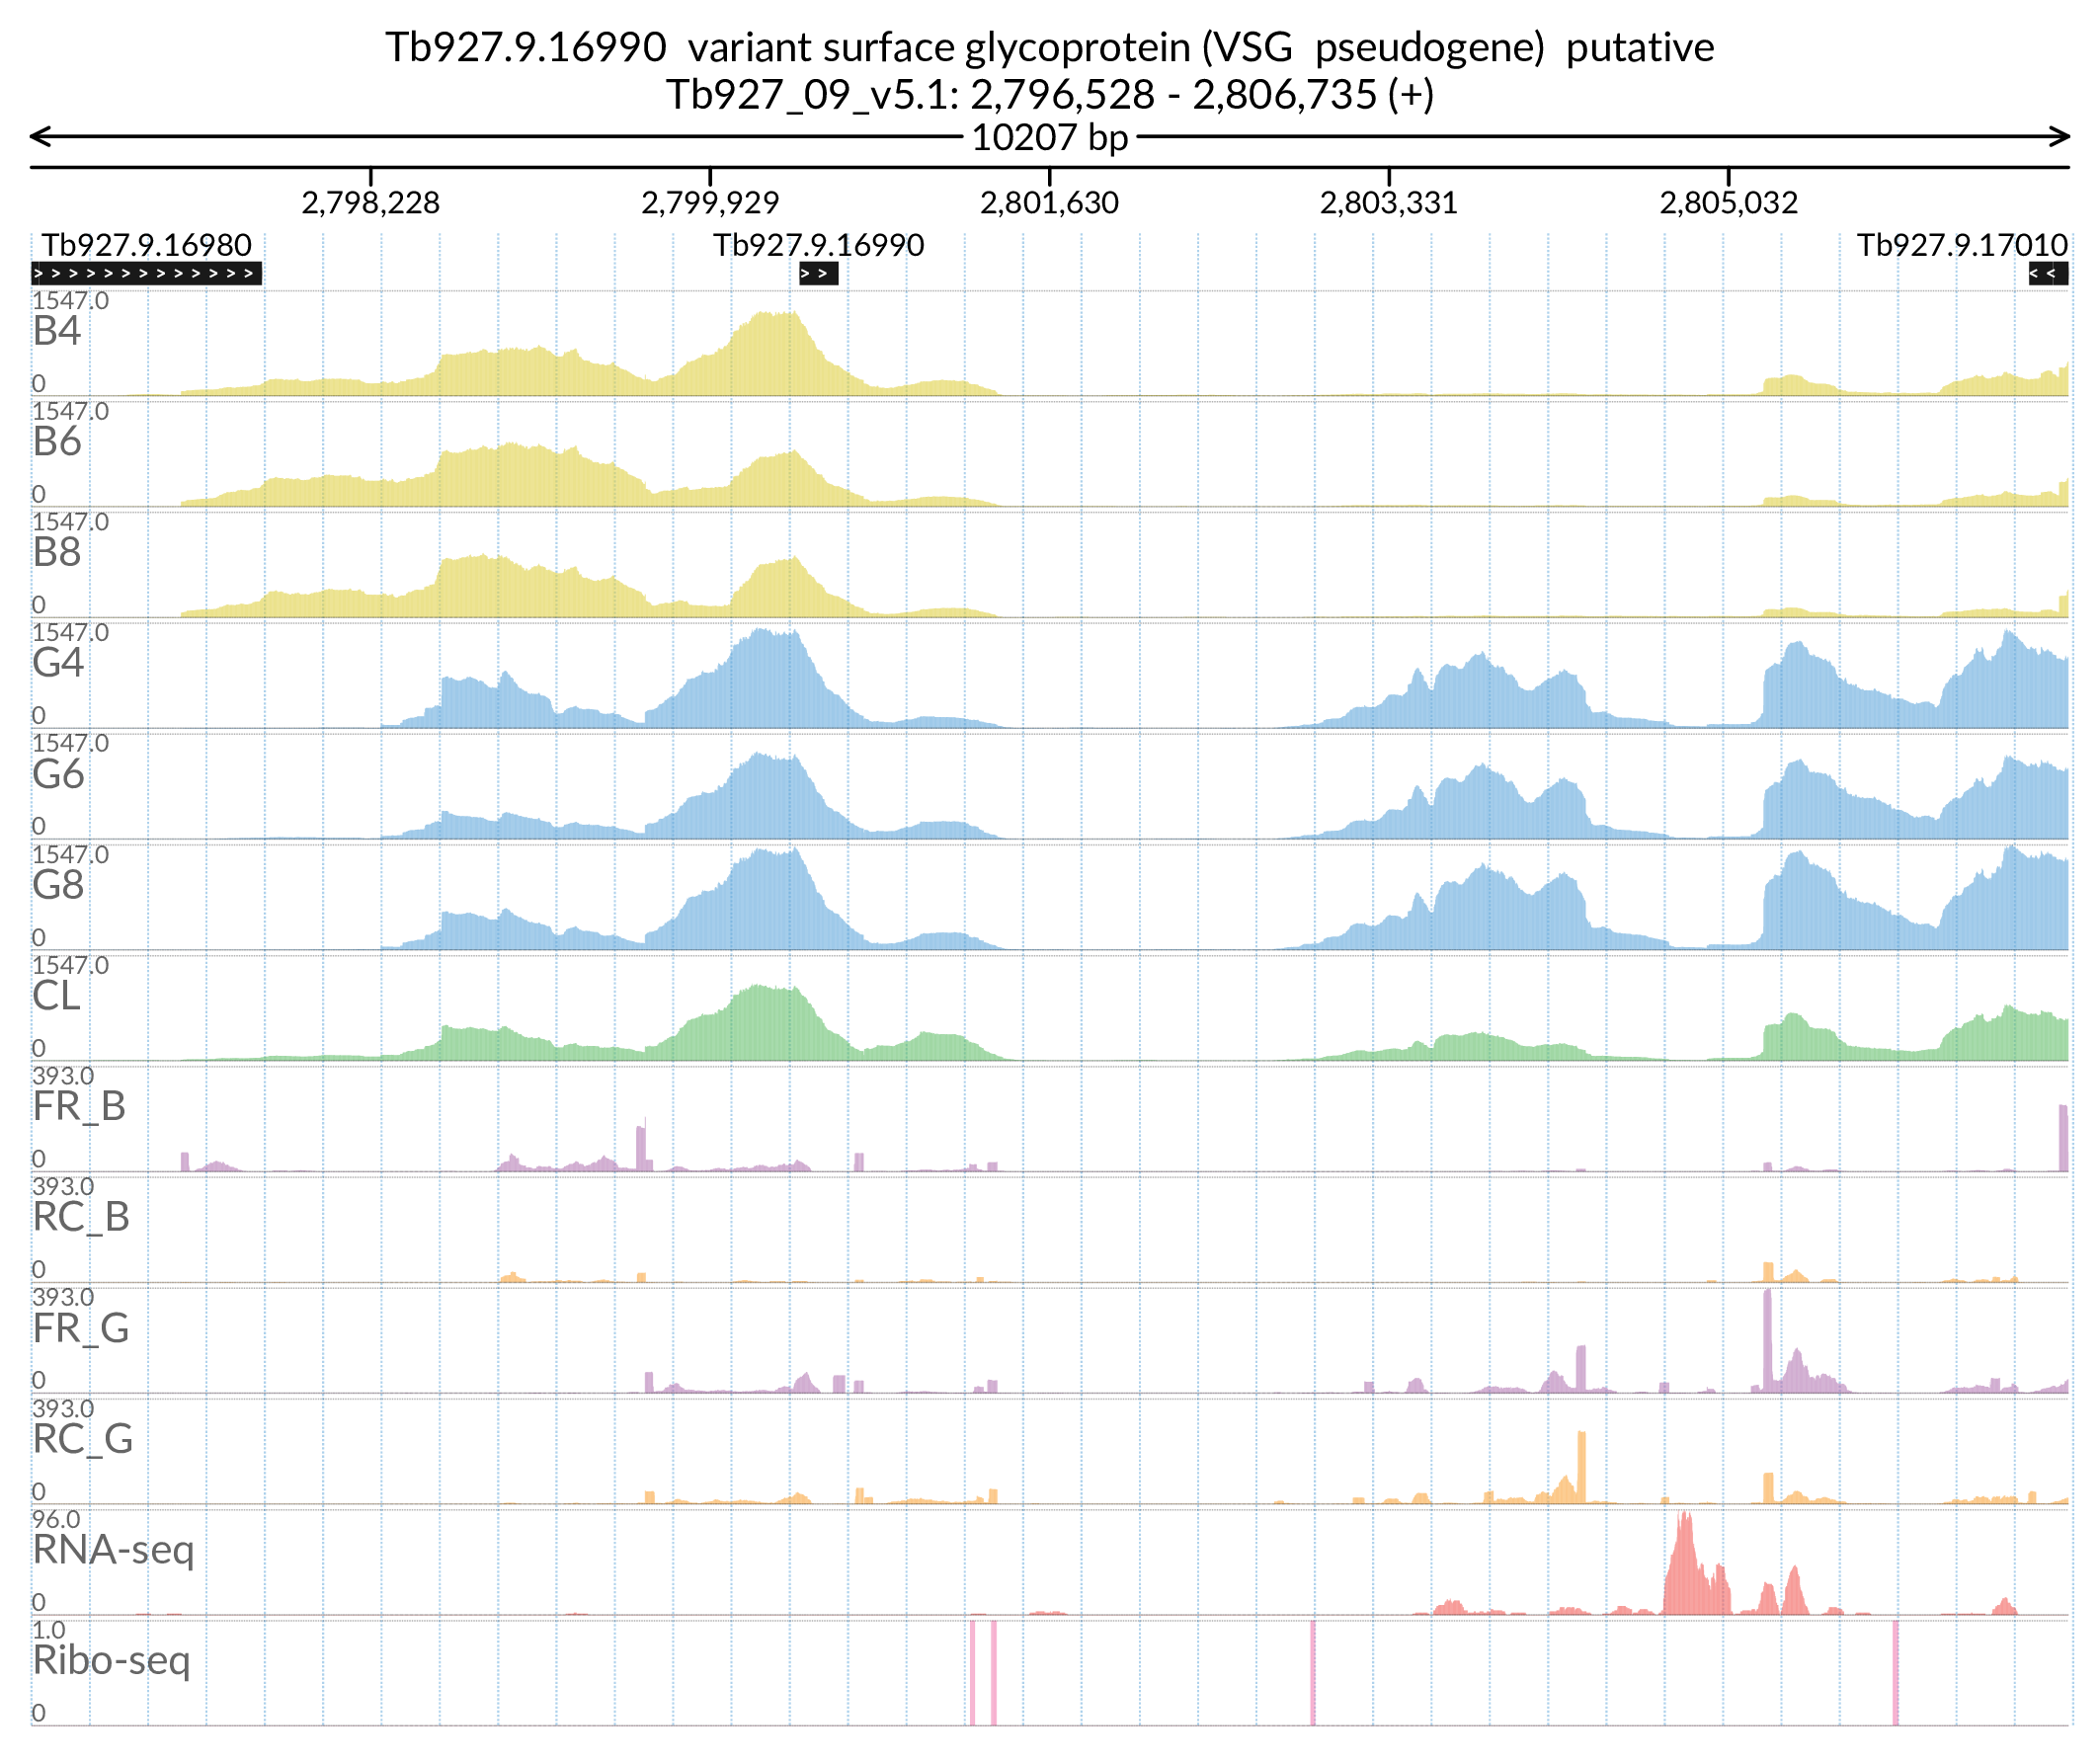 Tb927.9.16990 variant surface glycoprotein (VSG pseudogene) putative
Tb927_09_v5.1: 2,796,528 - 2,806,735 (+)
10207 bp
2,798,228 2,799,929 2,801,630 2,803,331 2,805,032
Tb927.9.16980 Tb927.9.16990 Tb927.9.17010
1547.0
B4
0
1547.0
B6
0
1547.0
B8
0
1547.0
G4
0
1547.0
G6
0
1547.0
G8
0
1547.0
CL
0
393.0
FR_B
0
393.0
RC_B
0
393.0
FR_G
0
393.0
RC_G
0
96.0
RNA-seq
0
1.0
Ribo-seq
0